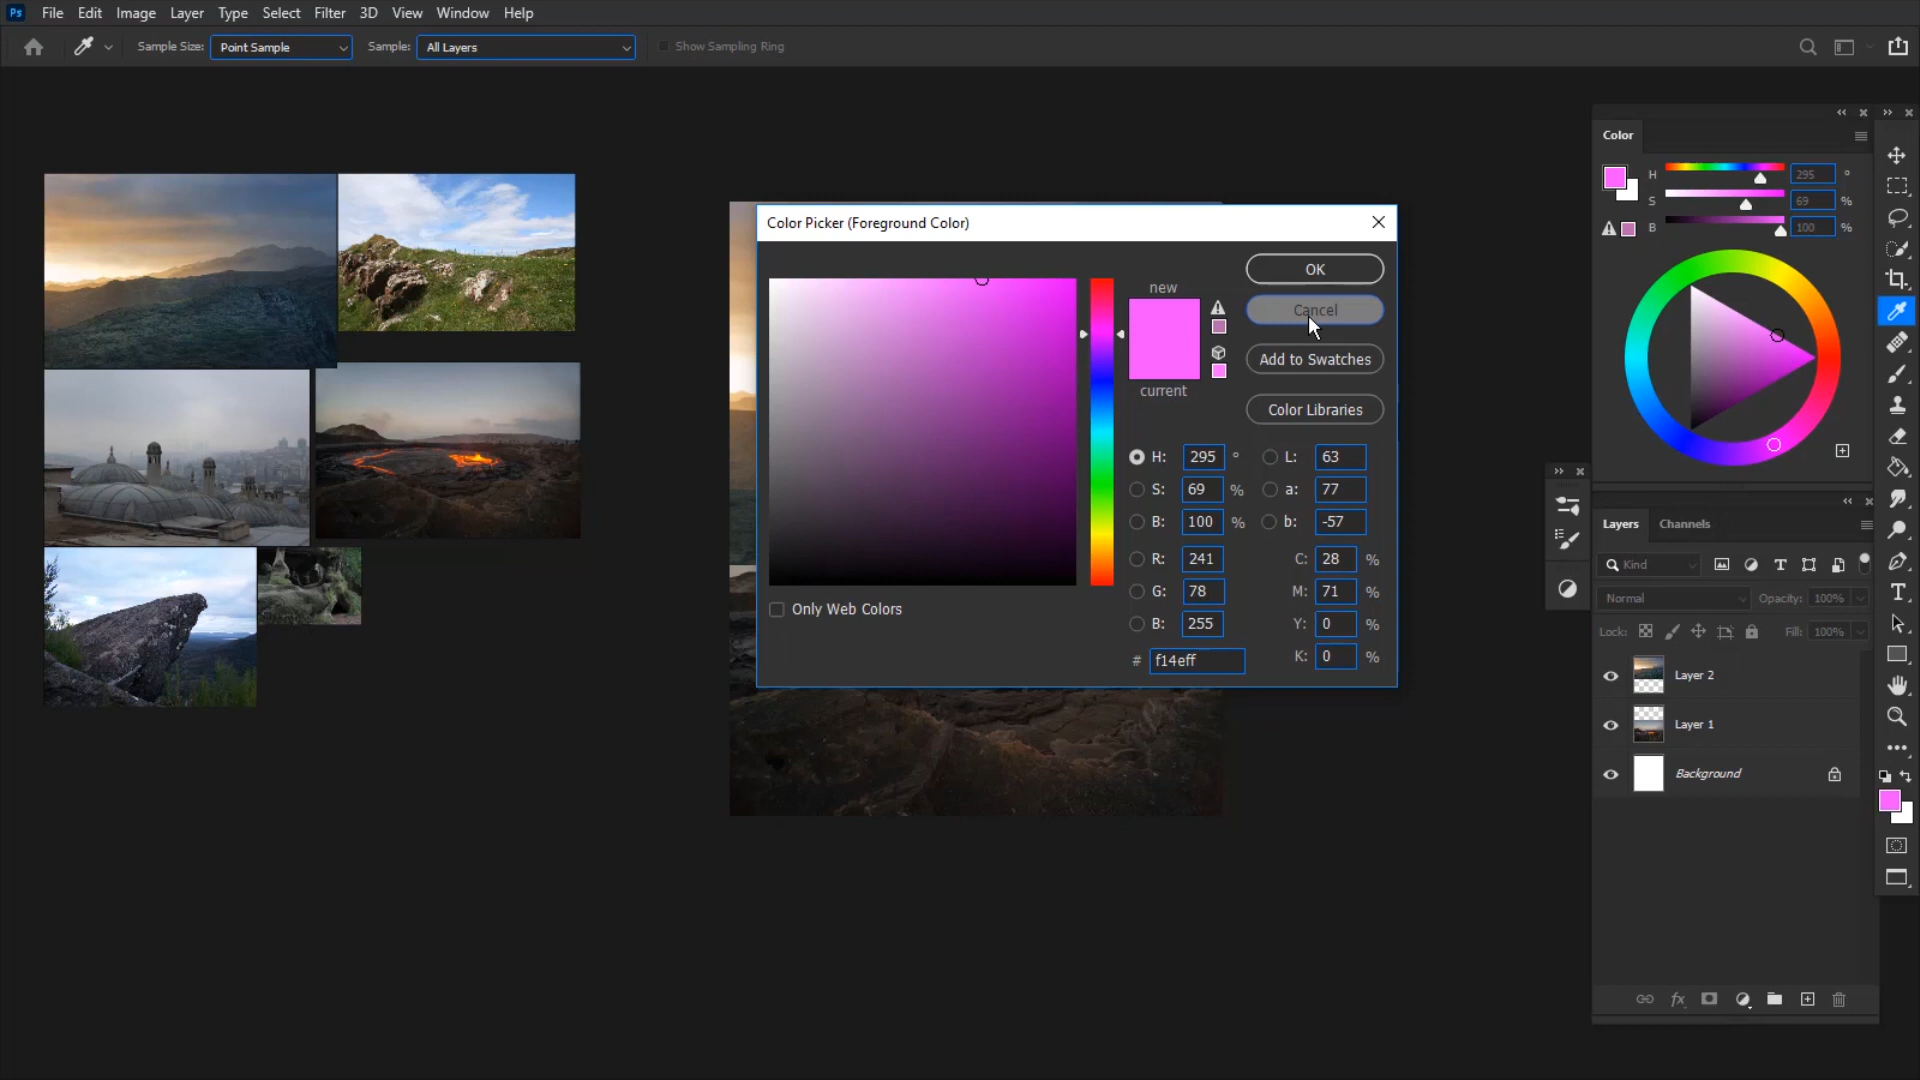 Ps File Edit Image Layer Type Select Filter 3D View Window Help
Sample Size: Point Sample Sample: All Layers Show Sampling Ring
Color
H 295 °
S 69 %
B 100 %
Color Picker (Foreground Color)
new
current
OK
Cancel
Add to Swatches
Color Libraries
H: 295 ° L: 63
S: 69 % a: 77
B: 100 % b: -57
R: 241 C: 28 %
G: 78 M: 71 %
B: 255 Y: 0 %
# f14eff K: 0 %
Only Web Colors
Layers Channels
Kind
Normal Opacity: 100%
Lock: Fill: 100%
Layer 2
Layer 1
Background
fx